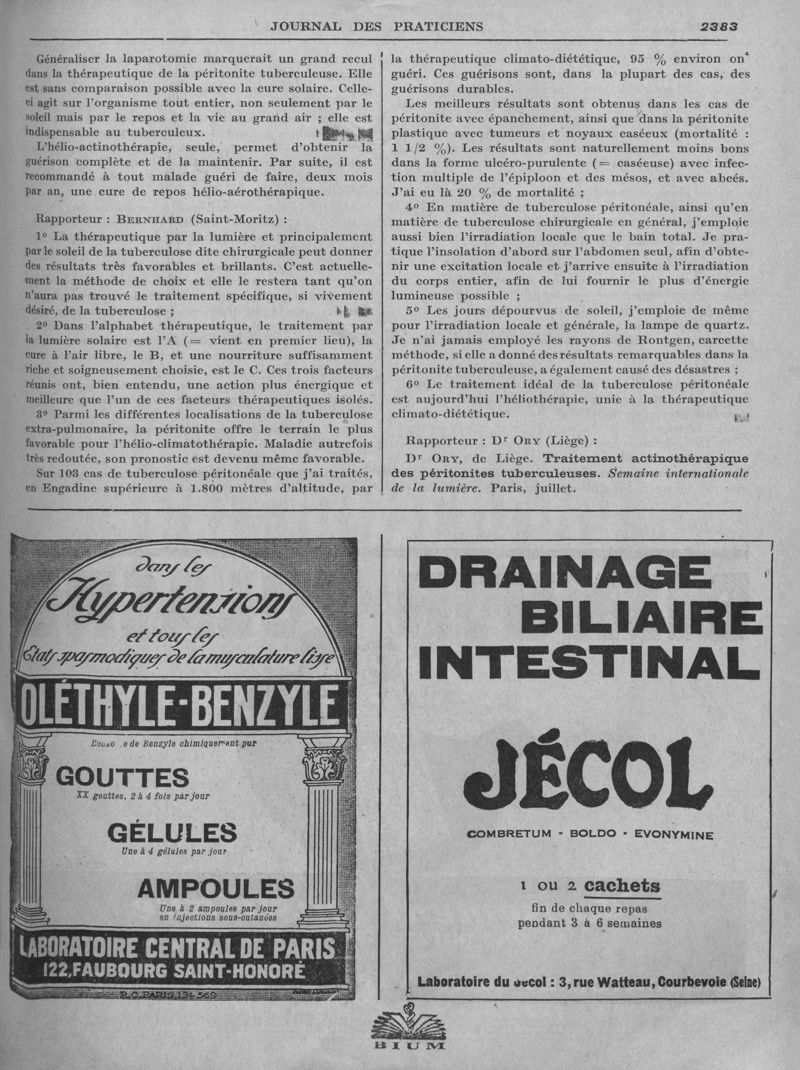 JOURNAL DES PRATICIENS
2383
Généraliser la laparotomie marquerait un grand recul
dans la thérapeutique de la péritonite tuberculeuse. Elle
est sans comparaison possible avec la cure solaire. Celle-
ci agit sur l'organisme tout entier, non seulement par le
soleil mais par le repos et la vie au grand air ; elle est
indispensable au tuberculeux.
L'hélio-actinothérapie, seule, permet d'obtenir la
guérison complète et de la maintenir. Par suite, il est
recommandé à tout malade guéri de faire, deux mois
par an, une cure de repos hélio-aérothérapique.
Rapporteur : BERNHARD (Saint-Moritz) :
1º La thérapeutique par la lumière et principalement
par le soleil de la tuberculose dite chirurgicale peut donner
des résultats très favorables et brillants. C'est actuelle-
ment la méthode de choix et elle le restera tant qu'on
n'aura pas trouvé le traitement spécifique, si vivement
désiré, de la tuberculose ;
2º Dans l'alphabet thérapeutique, le traitement par
la lumière solaire est l'A (= vient en premier lieu), la
cure à l'air libre, le B, et une nourriture suffisamment
riche et soigneusement choisie, est le C. Ces trois facteurs
réunis ont, bien entendu, une action plus énergique et
meilleure que l'un de ces facteurs thérapeutiques isolés.
3º Parmi les différentes localisations de la tuberculose
extra-pulmonaire, la péritonite offre le terrain le plus
favorable pour l'hélio-climatothérapie. Maladie autrefois
très redoutée, son pronostic est devenu même favorable.
Sur 103 cas de tuberculose péritonéale que j'ai traités,
en Engadine supérieure à 1.800 mètres d'altitude, par
la thérapeutique climato-diététique, 95 % environ ont
guéri. Ces guérisons sont, dans la plupart des cas, des
guérisons durables.
Les meilleurs résultats sont obtenus dans les cas de
péritonite avec épanchement, ainsi que dans la péritonite
plastique avec tumeurs et noyaux caséeux (mortalité :
1 1/2 %). Les résultats sont naturellement moins bons
dans la forme ulcéro-purulente (= caséeuse) avec infec-
tion multiple de l'épiploon et des mésos, et avec abcés.
J'ai eu là 20 % de mortalité ;
4º En matière de tuberculose péritonéale, ainsi qu'en
matière de tuberculose chirurgicale en général, j'emploie
aussi bien l'irradiation locale que le bain total. Je pra-
tique l'insolation d'abord sur l'abdomen seul, afin d'obte-
nir une excitation locale et j'arrive ensuite à l'irradiation
du corps entier, afin de lui fournir le plus d'énergie
lumineuse possible ;
5º Les jours dépourvus de soleil, j'emploie de même
pour l'irradiation locale et générale, la lampe de quartz.
Je n'ai jamais employé les rayons de Rontgen, carcette
méthode, si elle a donné des résultats remarquables dans la
péritonite tuberculeuse, a également causé des désastres ;
6º Le traitement idéal de la tuberculose péritonéale
est aujourd'hui l'héliothérapie, unie à la thérapeutique
climato-diététique.
Rapporteur : Dr ORY (Liège) :
Dr ORY, de Liège. Traitement actinothérapique
des péritonites tuberculeuses. Semaine internationale
de la lumière. Paris, juillet.
dans les
Hypertensions
et tous les
États spasmodiques de la musculature lisse
OLÉTHYLE-BENZYLE
de Benzyle chimiquement pur
GOUTTES
XX gouttes, 2 à 4 fois par jour
GÉLULES
Une à 4 gélules par jour
AMPOULES
Une à 2 ampoules par jour
en injections sous-cutanées
LABORATOIRE CENTRAL DE PARIS
122, FAUBOURG SAINT-HONORÉ
R.C. PARIS, 134-569
DRAINAGE
BILIAIRE
INTESTINAL
JÉCOL
COMBRETUM - BOLDO - EVONYMINE
1 OU 2 cachets
fin de chaque repas
pendant 3 à 6 semaines
Laboratoire du Jécol : 3, rue Watteau, Courbevoie (Seine)
BIUM